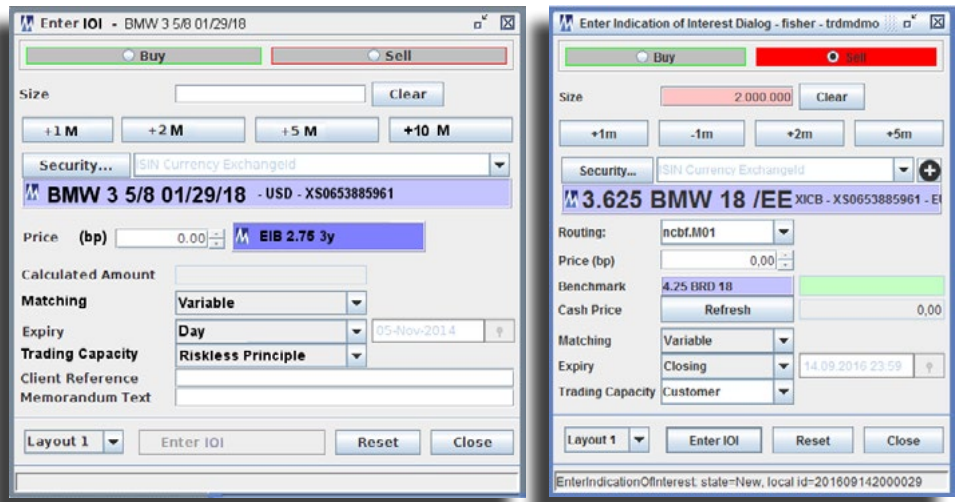 Enter IOI - BMW 3 5/8 01/29/18
Buy
Sell
Size
Clear
+1 M
+2 M
+5 M
+10 M
Security...
ISIN Currency ExchangeId
BMW 3 5/8 01/29/18 - USD - XS0653885961
Price (bp)
0.00
EIB 2.75 3y
Calculated Amount
Matching
Variable
Expiry
Day
05-Nov-2014
Trading Capacity
Riskless Principle
Client Reference
Memorandum Text
Layout 1
Enter IOI
Reset
Close
Enter Indication of Interest Dialog - fisher - trdmdmo
Buy
Sell
Size
2.000.000
Clear
+1m
-1m
+2m
+5m
Security...
ISIN Currency ExchangeId
3.625 BMW 18 /EE XICB - XS0653885961 - E
Routing:
ncbf.M01
Price (bp)
0,00
Benchmark
4.25 BRD 18
Cash Price
Refresh
0,00
Matching
Variable
Expiry
Closing
14.09.2016 23:59
Trading Capacity
Customer
Layout 1
Enter IOI
Reset
Close
EnterIndicationOfInterest: state=New, local id=201609142000029